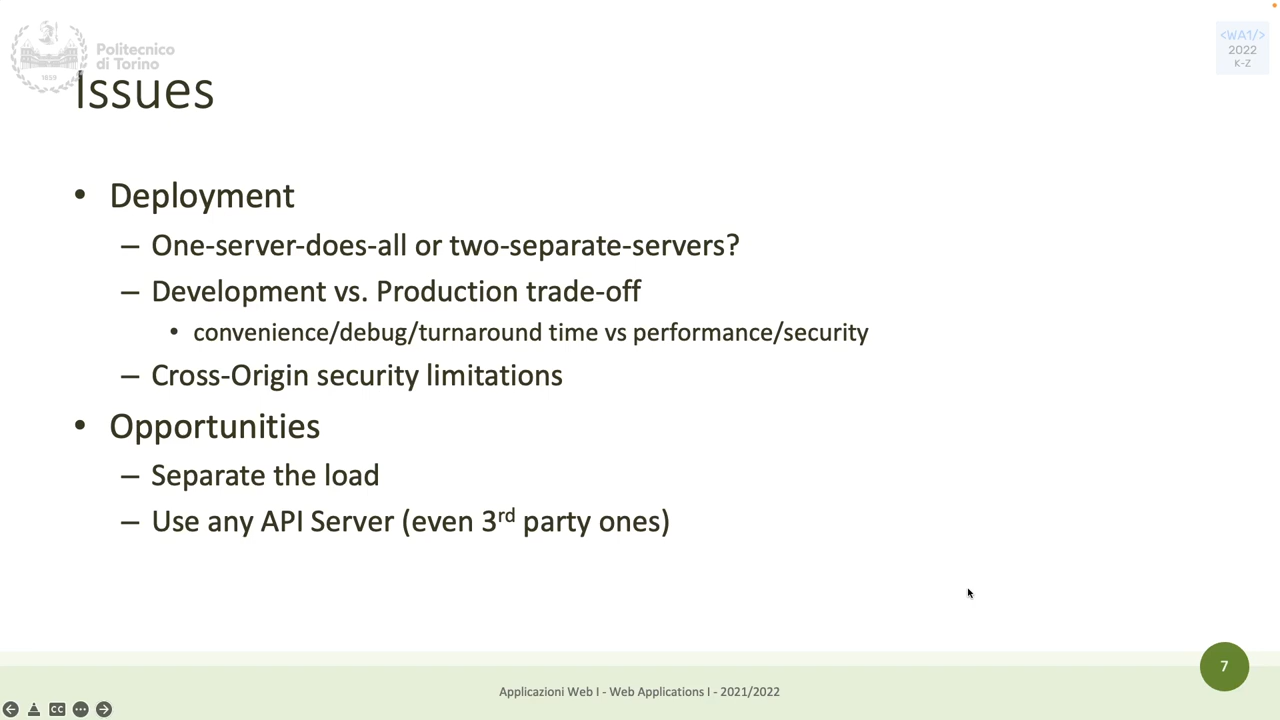 Politecnico
di Torino
1859
<WA1/>
2022
K-Z
Issues
• Deployment
– One-server-does-all or two-separate-servers?
– Development vs. Production trade-off
• convenience/debug/turnaround time vs performance/security
– Cross-Origin security limitations
• Opportunities
– Separate the load
– Use any API Server (even 3rd party ones)
7
Applicazioni Web I - Web Applications I - 2021/2022
CC